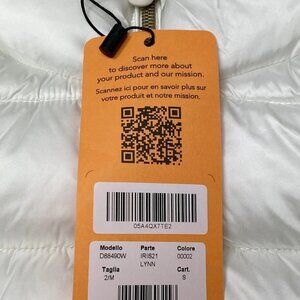 Scan here
to discover more about
your product and our mission.
Scannez ici pour en savoir plus sur
votre produit et notre mission.
05A4QX7TE2
Modello Parte Colore
D88490W IRIS21 00002
LYNN
Taglia Cart.
2/M S